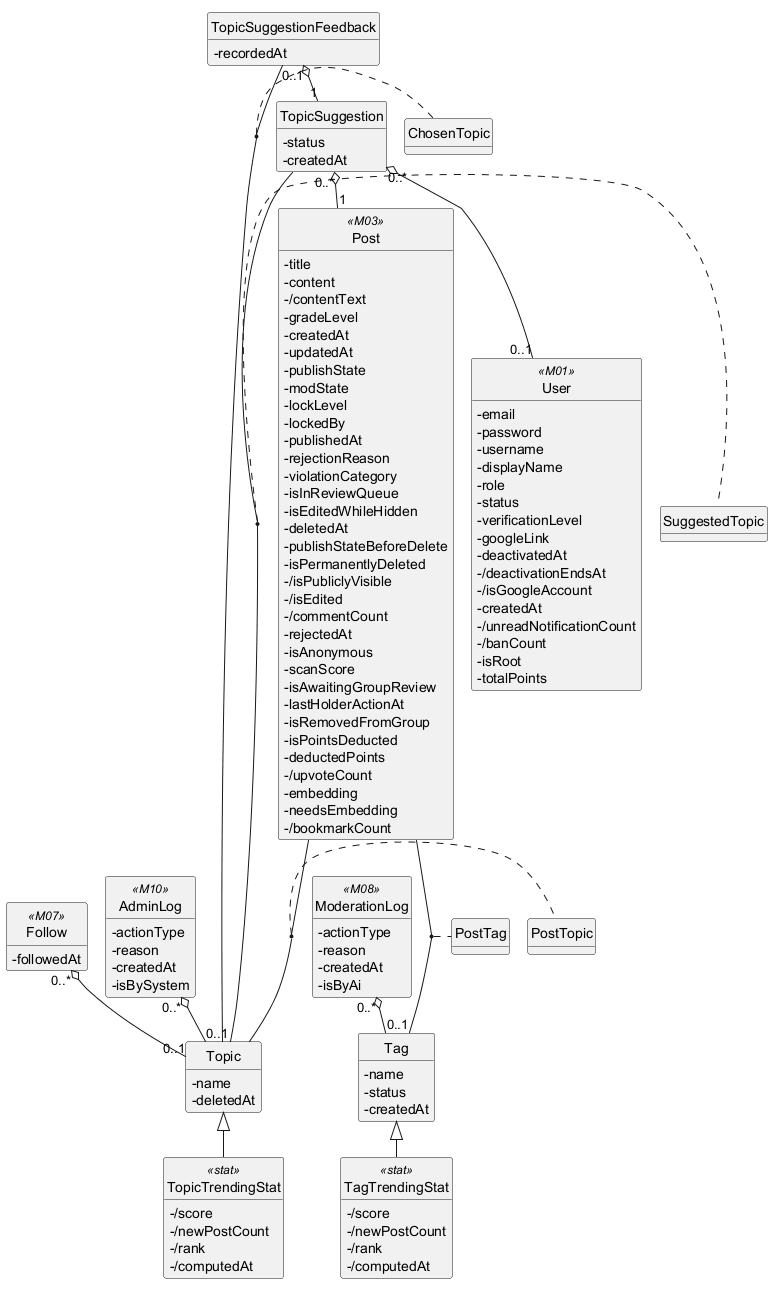 TopicSuggestionFeedback
-recordedAt
0..1
1
TopicSuggestion
-status
-createdAt
ChosenTopic
0..*
0..*
1
«M03»
Post
-title
-content
-/contentText
-gradeLevel
-createdAt
-updatedAt
-publishState
-modState
-lockLevel
-lockedBy
-publishedAt
-rejectionReason
-violationCategory
-isInReviewQueue
-isEditedWhileHidden
-deletedAt
-publishStateBeforeDelete
-isPermanentlyDeleted
-/isPubliclyVisible
-/isEdited
-/commentCount
-rejectedAt
-isAnonymous
-scanScore
-isAwaitingGroupReview
-lastHolderActionAt
-isRemovedFromGroup
-isPointsDeducted
-deductedPoints
-/upvoteCount
-embedding
-needsEmbedding
-/bookmarkCount
0..1
«M01»
User
-email
-password
-username
-displayName
-role
-status
-verificationLevel
-googleLink
-deactivatedAt
-/deactivationEndsAt
-/isGoogleAccount
-createdAt
-/unreadNotificationCount
-/banCount
-isRoot
-totalPoints
SuggestedTopic
«M07»
Follow
-followedAt
0..*
«M10»
AdminLog
-actionType
-reason
-createdAt
-isBySystem
0..*
«M08»
ModerationLog
-actionType
-reason
-createdAt
-isByAi
0..*
PostTag
PostTopic
0..1
0..1
0..1
Topic
-name
-deletedAt
Tag
-name
-status
-createdAt
«stat»
TopicTrendingStat
-/score
-/newPostCount
-/rank
-/computedAt
«stat»
TagTrendingStat
-/score
-/newPostCount
-/rank
-/computedAt